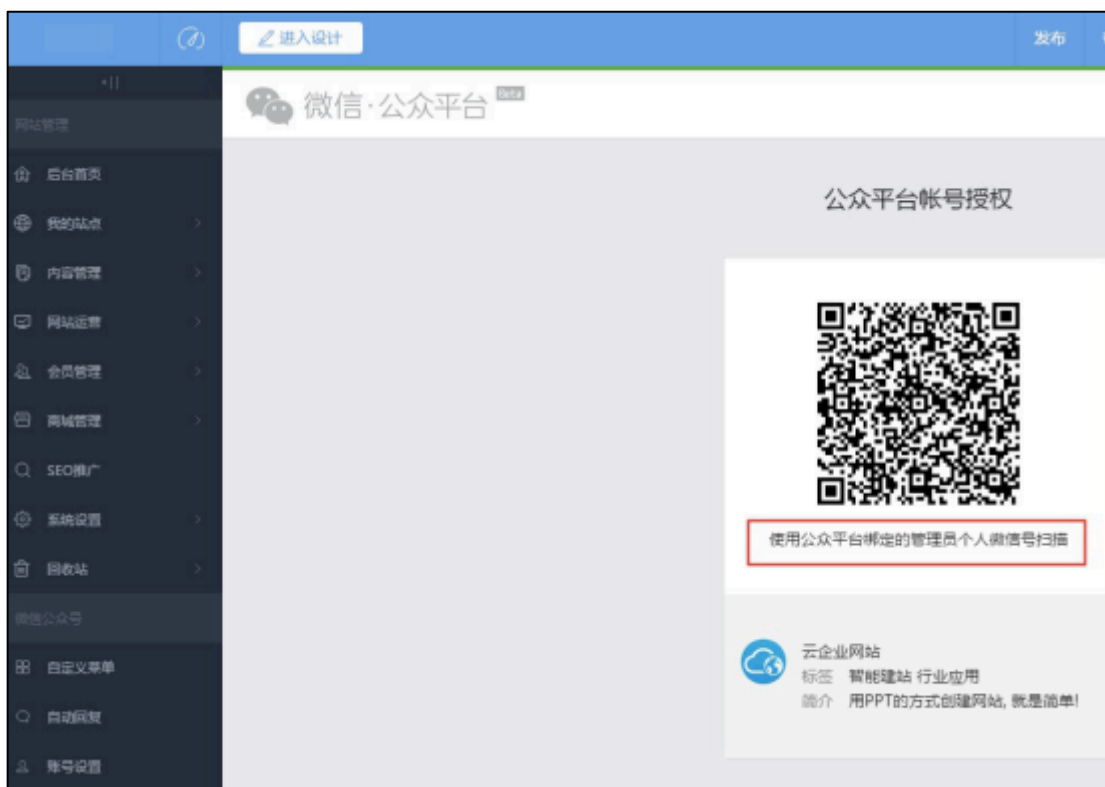 进入设计
发布
网站管理
微信·公众平台 Beta
后台首页
我的站点
内容管理
网站运营
会员管理
商城管理
SEO推广
系统设置
回收站
微信公众号
自定义菜单
自动回复
账号设置
公众平台帐号授权
使用公众平台绑定的管理员个人微信号扫描
云企业网站
标签 智能建站 行业应用
简介 用PPT的方式创建网站, 就是简单!